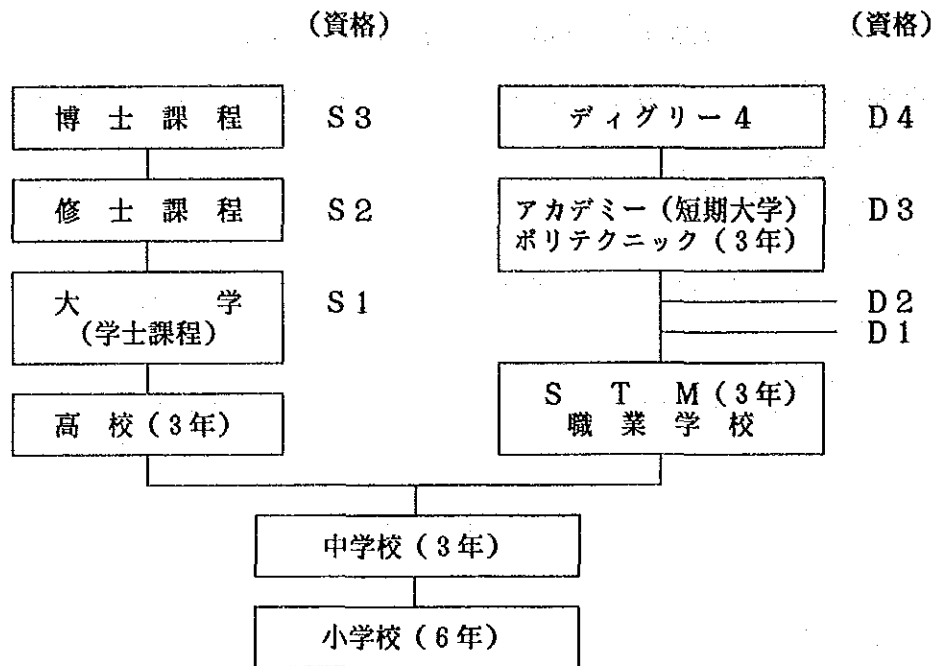 (資格) (資格)
博士課程 S3 ディグリー4 D4
修士課程 S2 アカデミー(短期大学) D3
ポリテクニック(3年)
大学 S1 D2
(学士課程) D1
高校(3年) STM(3年)
職業学校
中学校(3年)
小学校(6年)